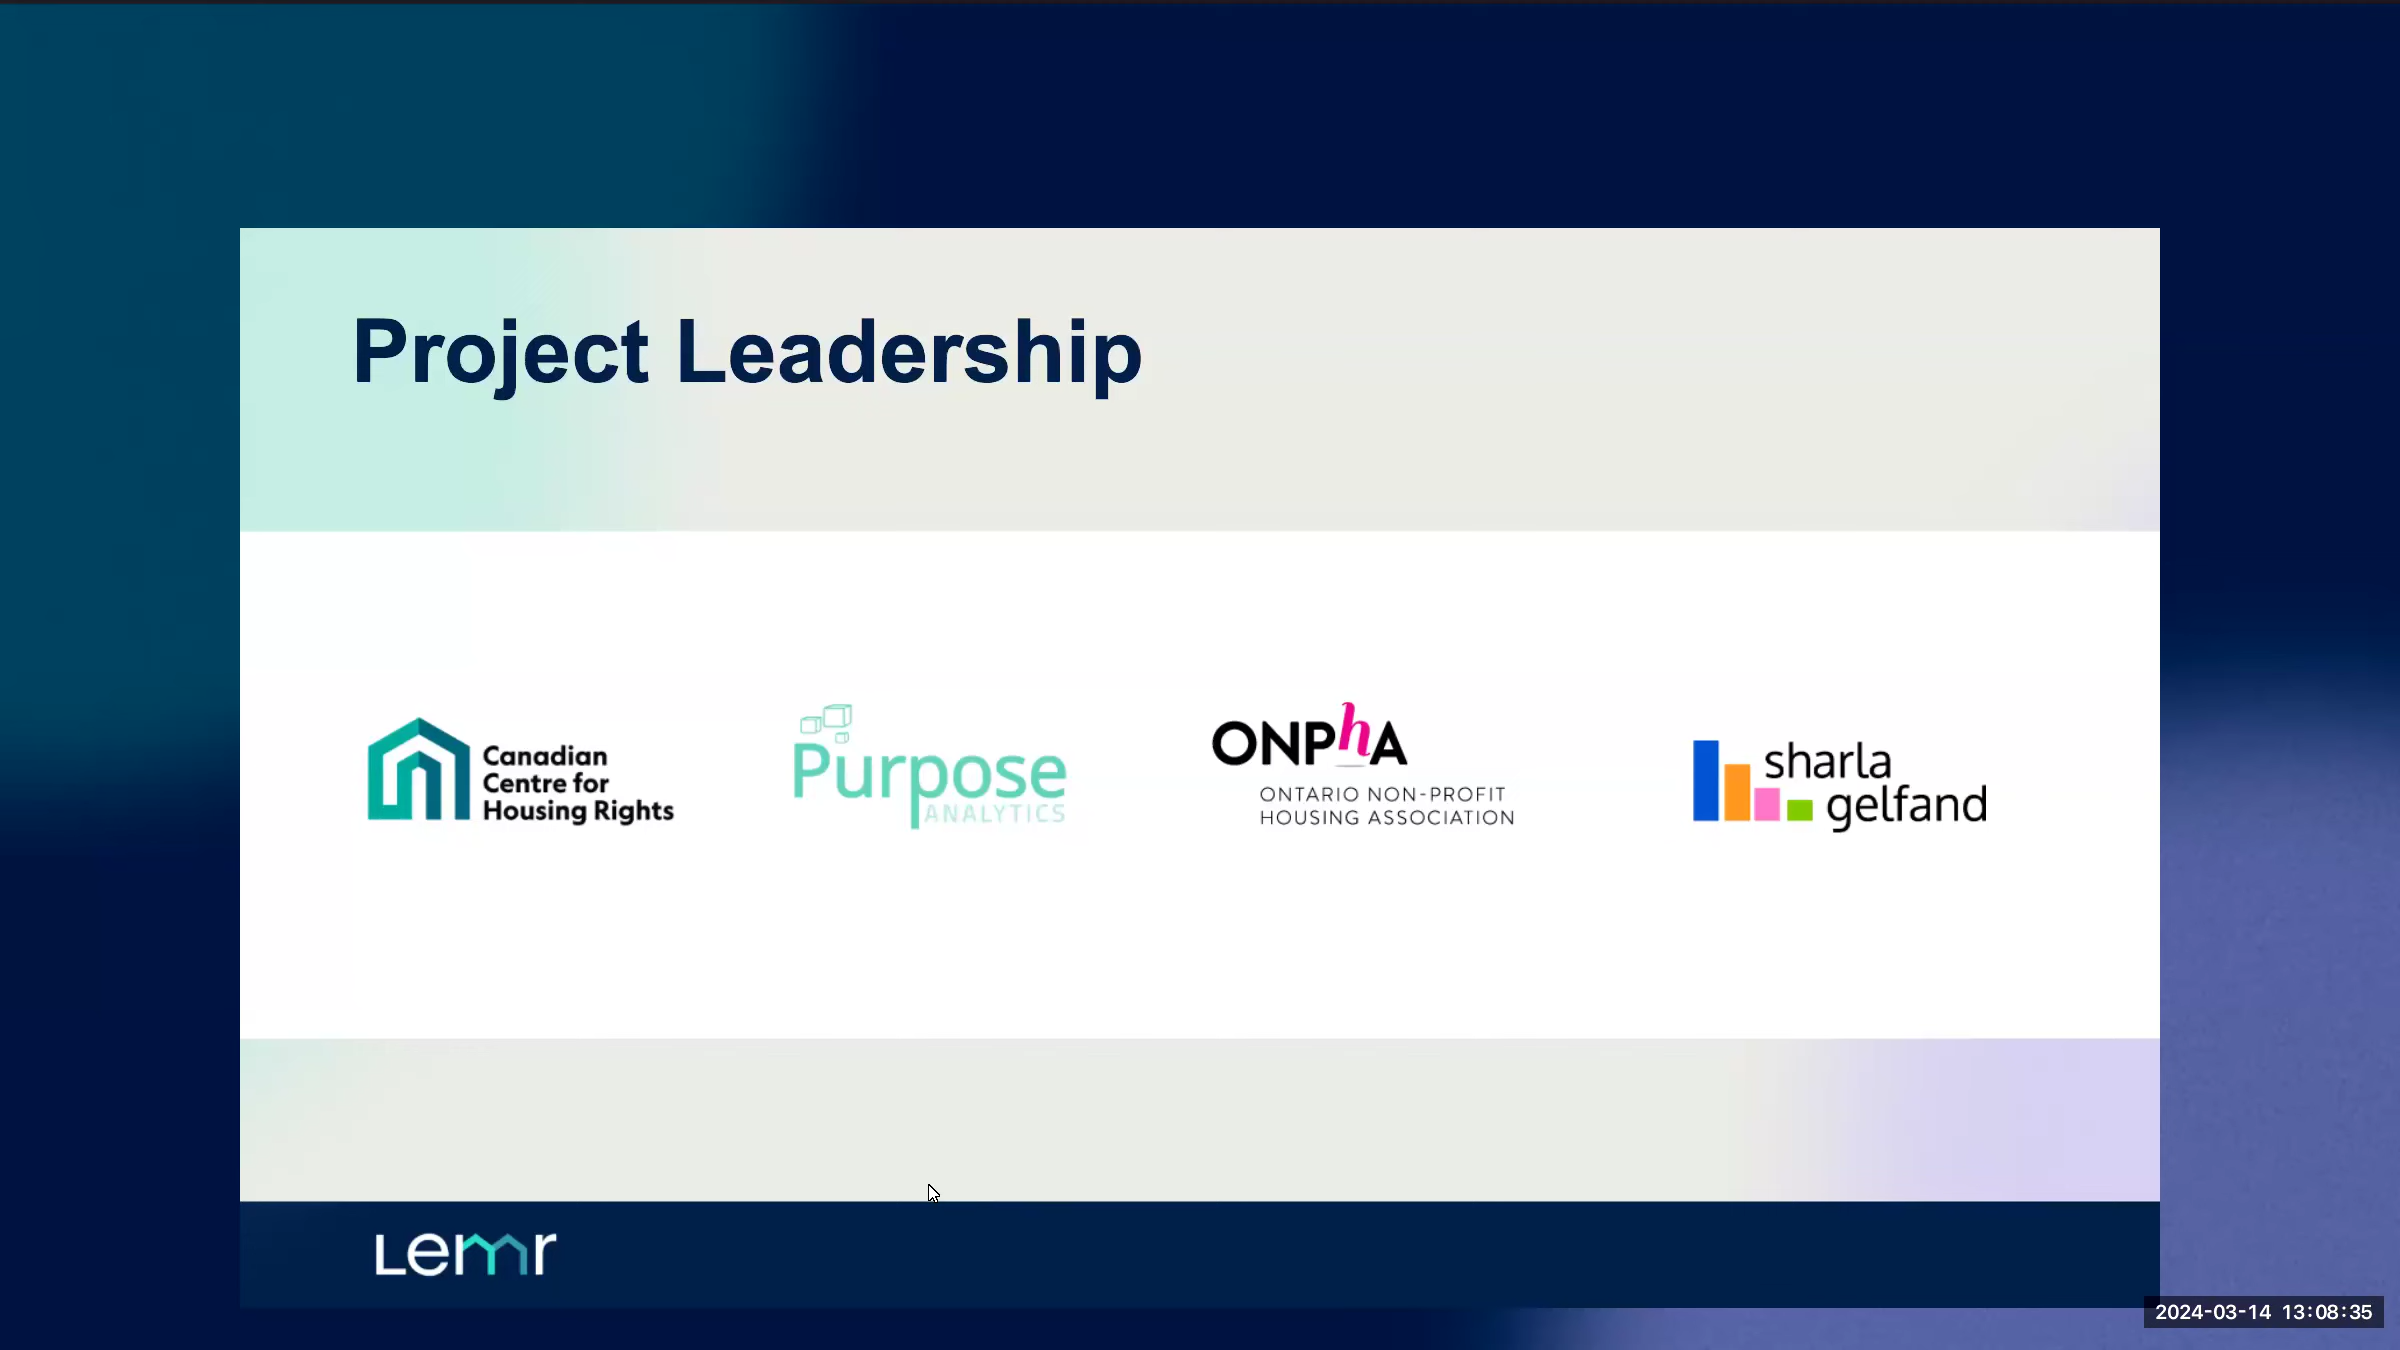 Project Leadership
Canadian
Centre for
Housing Rights
Purpose
ANALYTICS
ONPhA
ONTARIO NON-PROFIT
HOUSING ASSOCIATION
sharla
gelfand
Lemr
2024-03-14 13:08:35